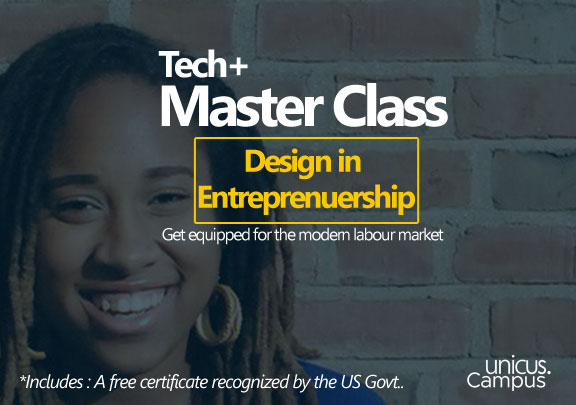 Tech+
Master Class
Design in
Entreprenuership
Get equipped for the modern labour market
*Includes : A free certificate recognized by the US Govt..
unicus.
Campus